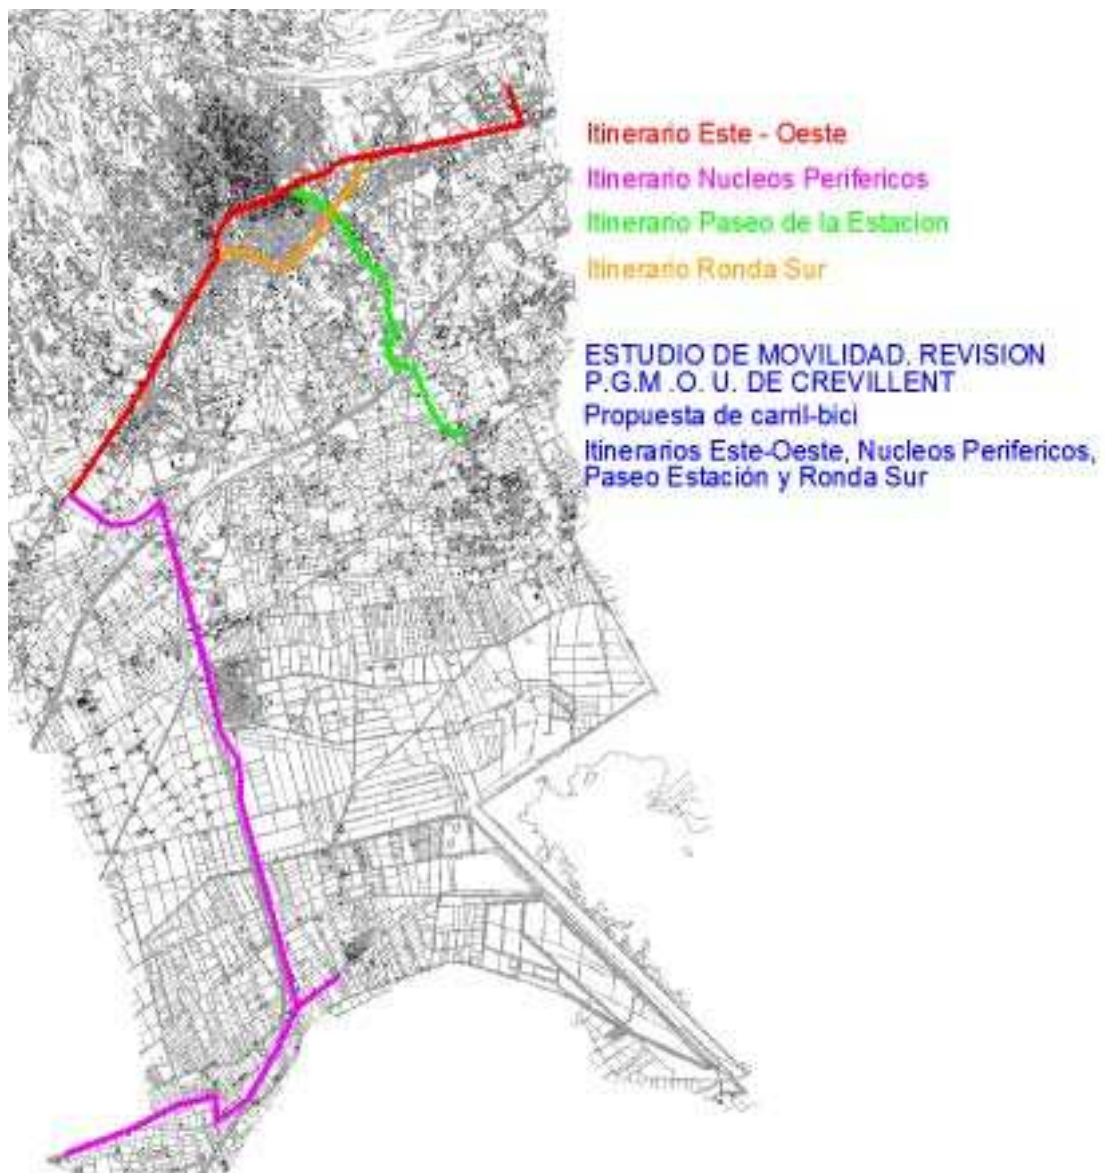 Itinerario Este - Oeste
Itinerario Nucleos Perifericos
Itinerario Paseo de la Estacion
Itinerario Ronda Sur
ESTUDIO DE MOVILIDAD. REVISION
P.G.M .O. U. DE CREVILLENT
Propuesta de carril-bici
Itinerarios Este-Oeste, Nucleos Perifericos,
Paseo Estación y Ronda Sur